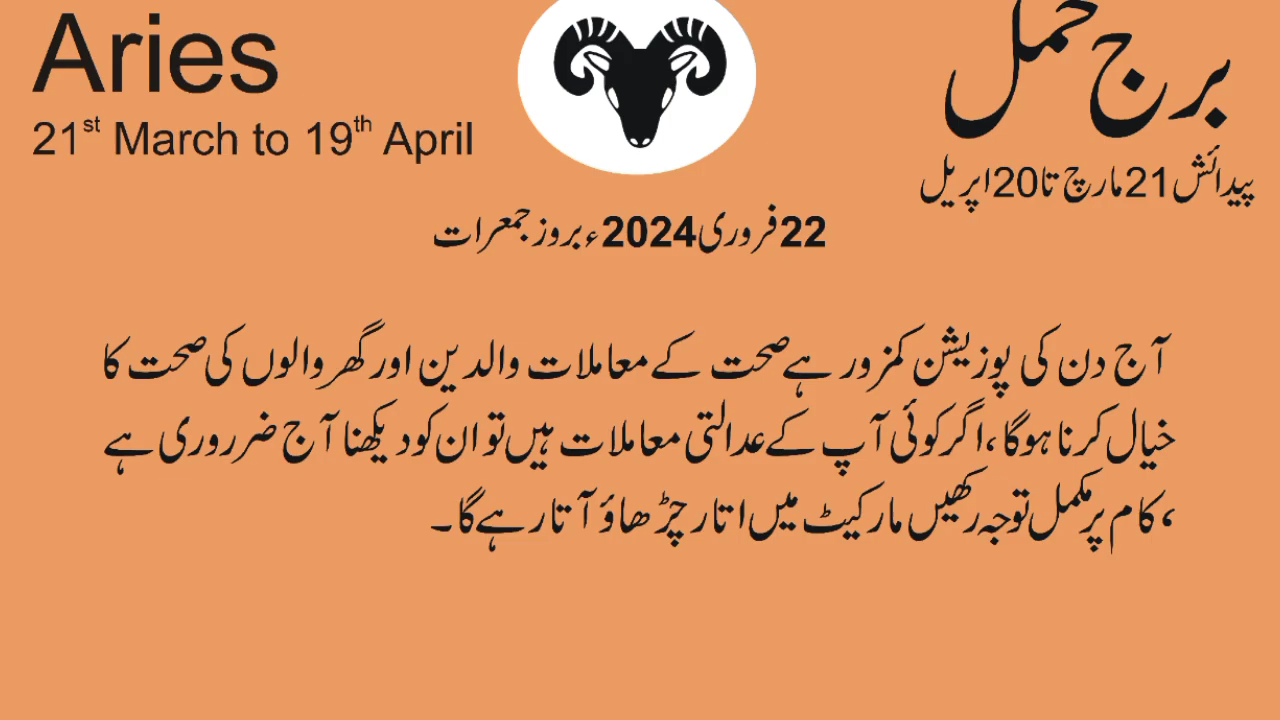 Aries
21st March to 19th April
برج حمل
پیدائش 21 مارچ تا 20 اپریل
22 فروری 2024ء بروز جمعرات
آج دن کی پوزیشن کمزور ہے صحت کے معاملات والدین اور گھر والوں کی صحت کا
خیال کرنا ہوگا، اگر کوئی آپ کے عدالتی معاملات ہیں تو ان کو دیکھنا آج ضرروری ہے
، کام پر مکمل توجہ رکھیں مارکیٹ میں اتار چڑھاؤ آتا رہے گا۔